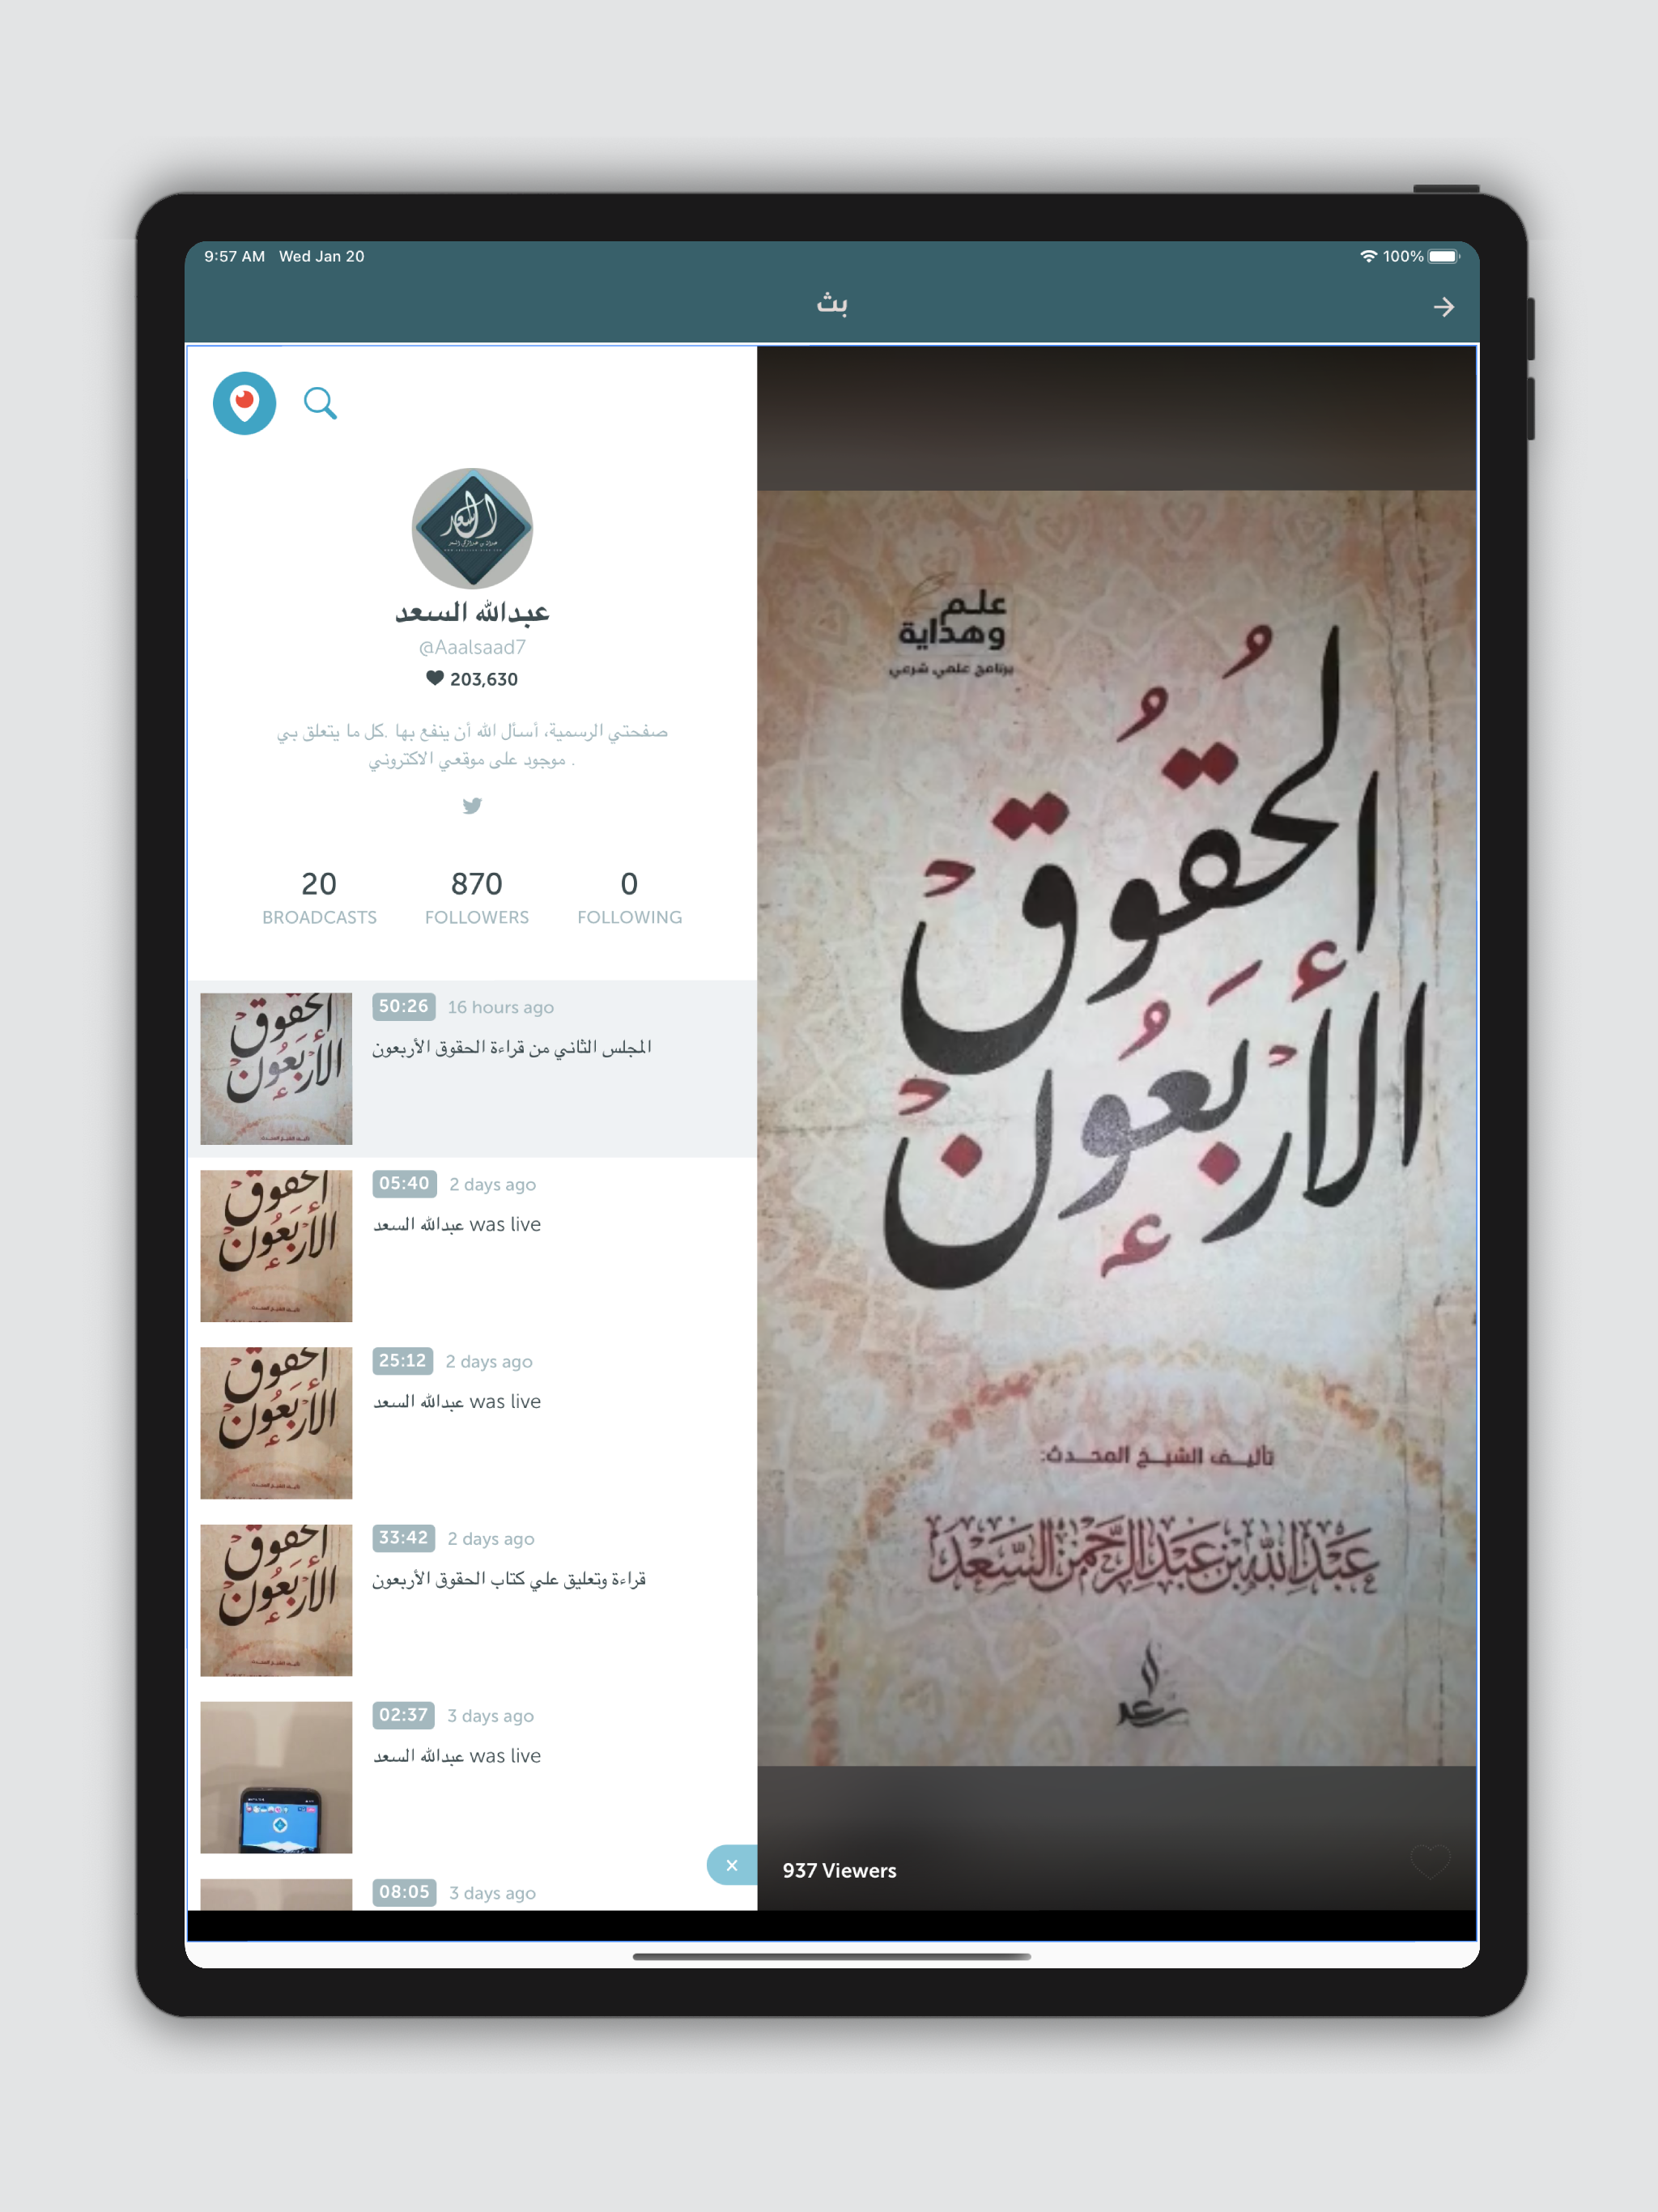 9:57 AM Wed Jan 20
100%
بث
السعد
عبدالله السعد
@Aaalsaad7
203,630
صفحتي الرسمية، أسأل الله أن ينفع بها .كل ما يتعلق بي
موجود على موقعي الاكتروني .
20 870 0
BROADCASTS FOLLOWERS FOLLOWING
50:26 16 hours ago
المجلس الثاني من قراءة الحقوق الأربعون
05:40 2 days ago
عبدالله السعد was live
25:12 2 days ago
عبدالله السعد was live
33:42 2 days ago
قراءة وتعليق علي كتاب الحقوق الأربعون
02:37 3 days ago
عبدالله السعد was live
08:05 3 days ago
علم
وهداية
برنامج علمي شرعي
الحقوق
الأربعون
تأليف الشيخ المحدث:
عبد الله بن عبد الرحمن السعد
937 Viewers